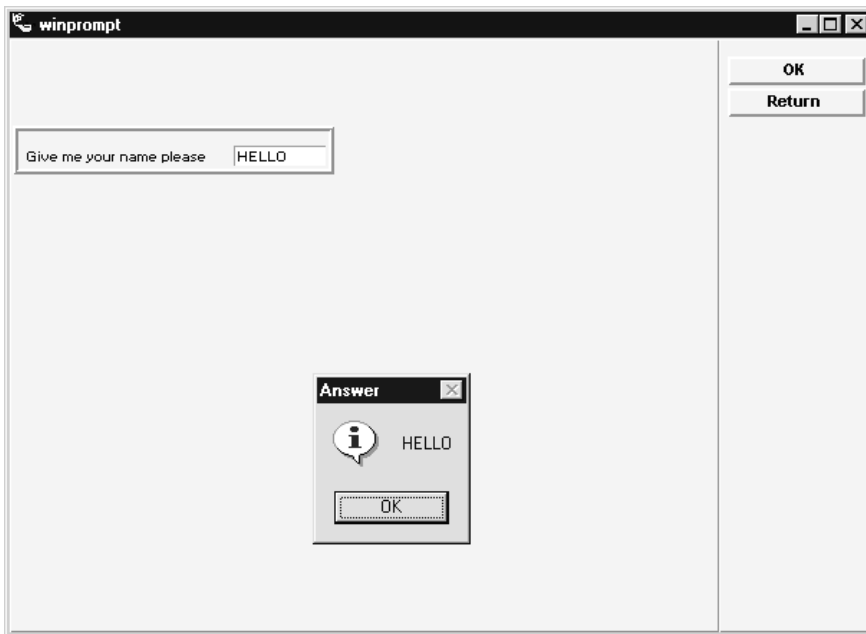 winprompt
OK
Return
Give me your name please HELLO
Answer
HELLO
OK